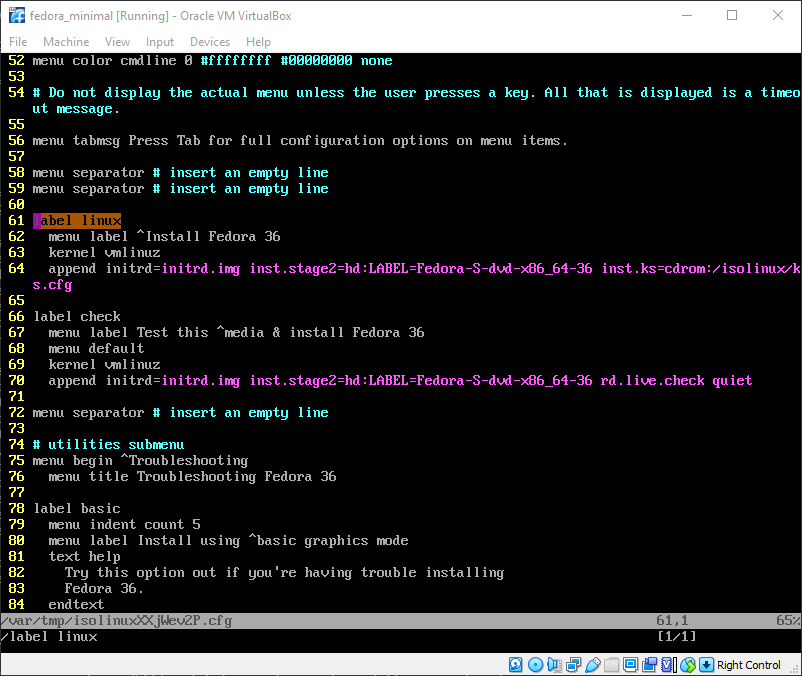 fedora_minimal [Running] - Oracle VM VirtualBox
File Machine View Input Devices Help
52 menu color cmdline 0 #ffffffff #00000000 none
53
54 # Do not display the actual menu unless the user presses a key. All that is displayed is a timeo
ut message.
55
56 menu tabmsg Press Tab for full configuration options on menu items.
57
58 menu separator # insert an empty line
59 menu separator # insert an empty line
60
61 label linux
62   menu label ^Install Fedora 36
63   kernel vmlinuz
64   append initrd=initrd.img inst.stage2=hd:LABEL=Fedora-S-dvd-x86_64-36 inst.ks=cdrom:/isolinux/k
s.cfg
65
66 label check
67   menu label Test this ^media & install Fedora 36
68   menu default
69   kernel vmlinuz
70   append initrd=initrd.img inst.stage2=hd:LABEL=Fedora-S-dvd-x86_64-36 rd.live.check quiet
71
72 menu separator # insert an empty line
73
74 # utilities submenu
75 menu begin ^Troubleshooting
76   menu title Troubleshooting Fedora 36
77
78 label basic
79   menu indent count 5
80   menu label Install using ^basic graphics mode
81   text help
82     Try this option out if you're having trouble installing
83     Fedora 36.
84   endtext
/var/tmp/isolinuxXXjWev2P.cfg 61,1 65%
/label linux [1/1]
Right Control